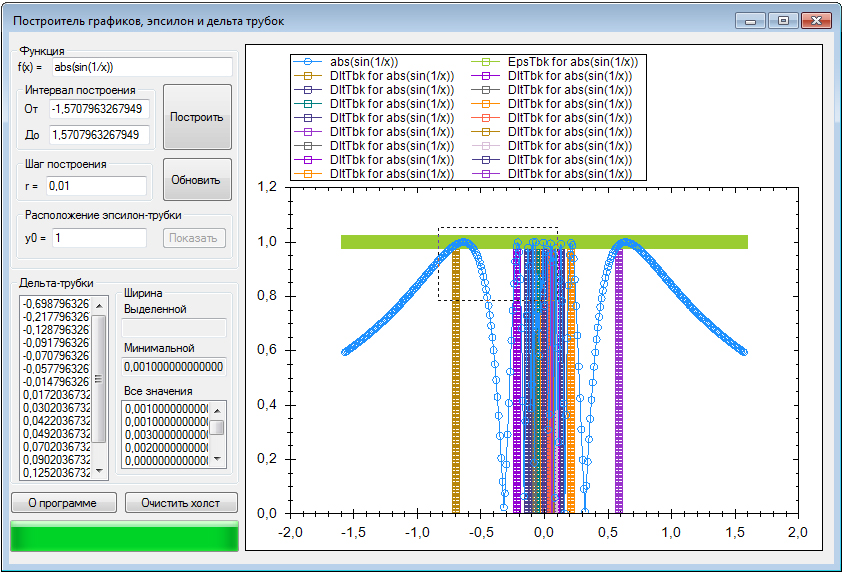 Построитель графиков, эпсилон и дельта трубок
Функция
f(x) = abs(sin(1/x))
Интервал построения
От -1,5707963267949
До 1,5707963267949
Построить
Шаг построения
r = 0,01
Обновить
Расположение эпсилон-трубки
y0 = 1
Показать
Дельта-трубки
-0,698796326
-0,217796326
-0,128796326
-0,091796326
-0,070796326
-0,057796326
-0,014796326
0,0172036732
0,0302036732
0,0422036732
0,0492036732
0,0702036732
0,0902036732
0,1252036732
Ширина
Выделенной
Минимальной
0,001000000000000
Все значения
0,001000000000
0,001000000000
0,003000000000
0,002000000000
0,000000000000
О программе
Очистить холст
abs(sin(1/x)) EpsTbk for abs(sin(1/x))
DltTbk for abs(sin(1/x)) DltTbk for abs(sin(1/x))
DltTbk for abs(sin(1/x)) DltTbk for abs(sin(1/x))
DltTbk for abs(sin(1/x)) DltTbk for abs(sin(1/x))
DltTbk for abs(sin(1/x)) DltTbk for abs(sin(1/x))
DltTbk for abs(sin(1/x)) DltTbk for abs(sin(1/x))
DltTbk for abs(sin(1/x)) DltTbk for abs(sin(1/x))
DltTbk for abs(sin(1/x)) DltTbk for abs(sin(1/x))
DltTbk for abs(sin(1/x)) DltTbk for abs(sin(1/x))
1,2
1,0
0,8
0,6
0,4
0,2
0,0
-2,0 -1,5 -1,0 -0,5 0,0 0,5 1,0 1,5 2,0